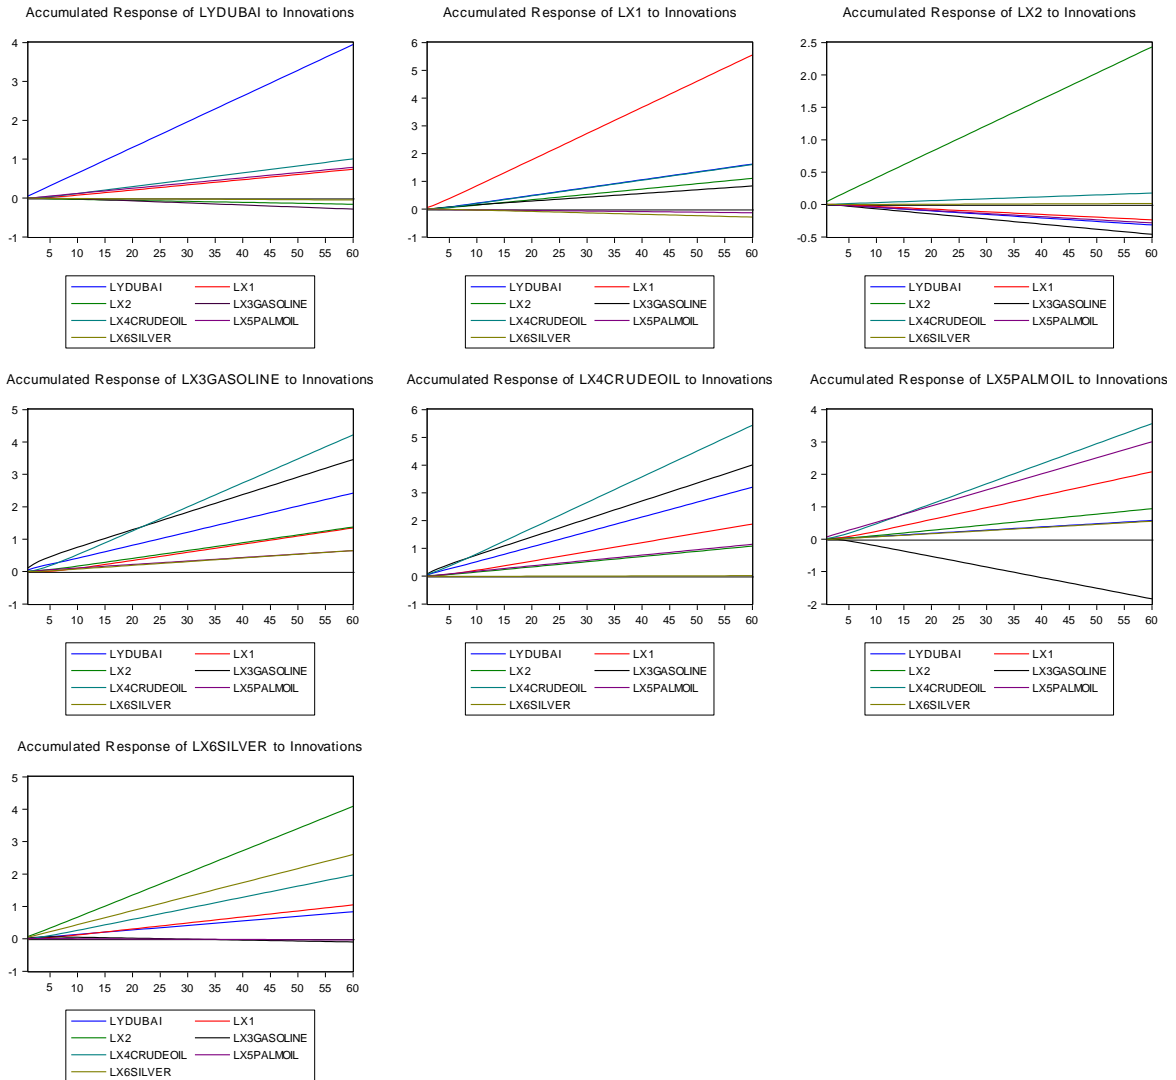 Accumulated Response of LYDUBAI to Innovations
4
3
2
1
0
-1
5 10 15 20 25 30 35 40 45 50 55 60
LYDUBAI LX1
LX2 LX3GASOLINE
LX4CRUDEOIL LX5PALMOIL
LX6SILVER
Accumulated Response of LX1 to Innovations
6
5
4
3
2
1
0
-1
5 10 15 20 25 30 35 40 45 50 55 60
LYDUBAI LX1
LX2 LX3GASOLINE
LX4CRUDEOIL LX5PALMOIL
LX6SILVER
Accumulated Response of LX2 to Innovations
2.5
2.0
1.5
1.0
0.5
0.0
-0.5
5 10 15 20 25 30 35 40 45 50 55 60
LYDUBAI LX1
LX2 LX3GASOLINE
LX4CRUDEOIL LX5PALMOIL
LX6SILVER
Accumulated Response of LX3GASOLINE to Innovations
5
4
3
2
1
0
-1
5 10 15 20 25 30 35 40 45 50 55 60
LYDUBAI LX1
LX2 LX3GASOLINE
LX4CRUDEOIL LX5PALMOIL
LX6SILVER
Accumulated Response of LX4CRUDEOIL to Innovations
6
5
4
3
2
1
0
-1
5 10 15 20 25 30 35 40 45 50 55 60
LYDUBAI LX1
LX2 LX3GASOLINE
LX4CRUDEOIL LX5PALMOIL
LX6SILVER
Accumulated Response of LX5PALMOIL to Innovations
4
3
2
1
0
-1
-2
5 10 15 20 25 30 35 40 45 50 55 60
LYDUBAI LX1
LX2 LX3GASOLINE
LX4CRUDEOIL LX5PALMOIL
LX6SILVER
Accumulated Response of LX6SILVER to Innovations
5
4
3
2
1
0
-1
5 10 15 20 25 30 35 40 45 50 55 60
LYDUBAI LX1
LX2 LX3GASOLINE
LX4CRUDEOIL LX5PALMOIL
LX6SILVER